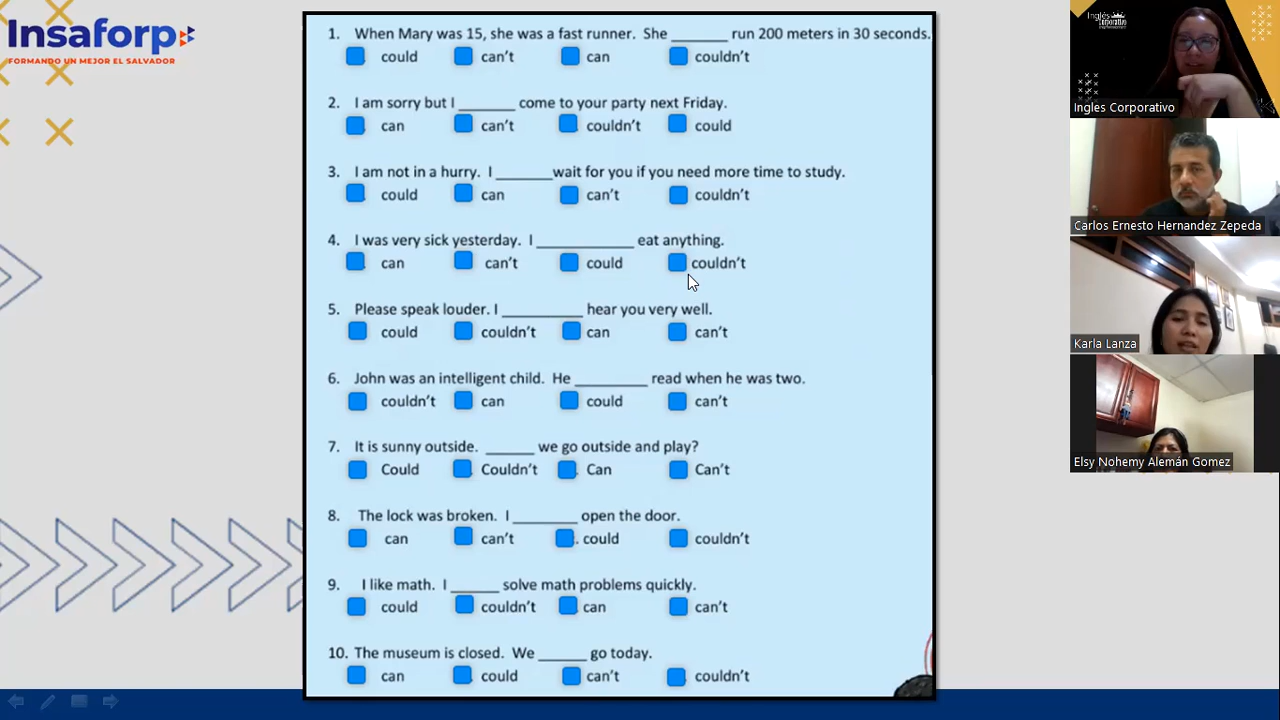 Insaforp
FORMANDO UN MEJOR EL SALVADOR
1. When Mary was 15, she was a fast runner. She _______ run 200 meters in 30 seconds.
could can't can couldn't
2. I am sorry but I _______ come to your party next Friday.
can can't couldn't could
3. I am not in a hurry. I _______wait for you if you need more time to study.
could can can't couldn't
4. I was very sick yesterday. I ____________ eat anything.
can can't could couldn't
5. Please speak louder. I __________ hear you very well.
could couldn't can can't
6. John was an intelligent child. He _________ read when he was two.
couldn't can could can't
7. It is sunny outside. ______ we go outside and play?
Could Couldn't Can Can't
8. The lock was broken. I ________ open the door.
can can't . could couldn't
9. I like math. I ______ solve math problems quickly.
could couldn't can can't
10. The museum is closed. We ______ go today.
can could can't couldn't
Inglés
Corporativo
Ingles Corporativo
Carlos Ernesto Hernandez Zepeda
Karla Lanza
Elsy Nohemy Alemán Gomez